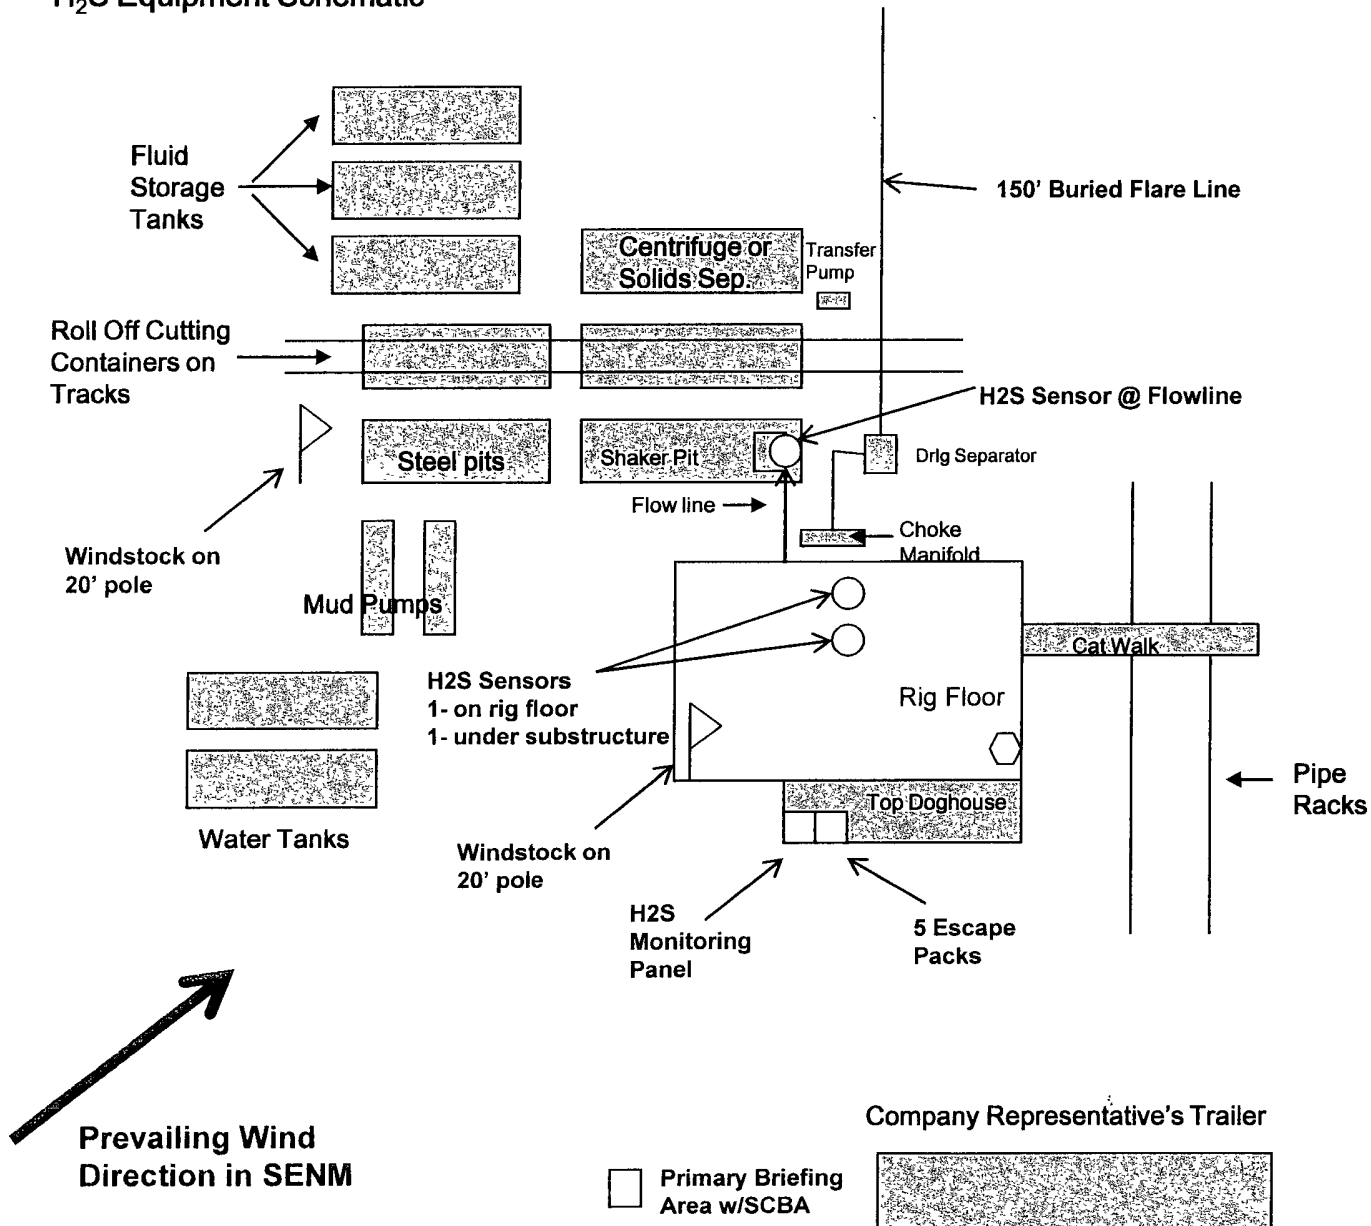 H₂S Equipment Schematic
Fluid
Storage
Tanks
150' Buried Flare Line
Centrifuge or
Solids Sep.
Transfer
Pump
Roll Off Cutting
Containers on
Tracks
H2S Sensor @ Flowline
Steel pits
Shaker Pit
Drlg Separator
Flow line
Choke
Manifold
Windstock on
20' pole
Mud Pumps
Cat Walk
H2S Sensors
1- on rig floor
1- under substructure
Rig Floor
Pipe
Racks
Top Doghouse
Water Tanks
Windstock on
20' pole
H2S
Monitoring
Panel
5 Escape
Packs
Prevailing Wind
Direction in SENM
Company Representative's Trailer
Primary Briefing
Area w/SCBA